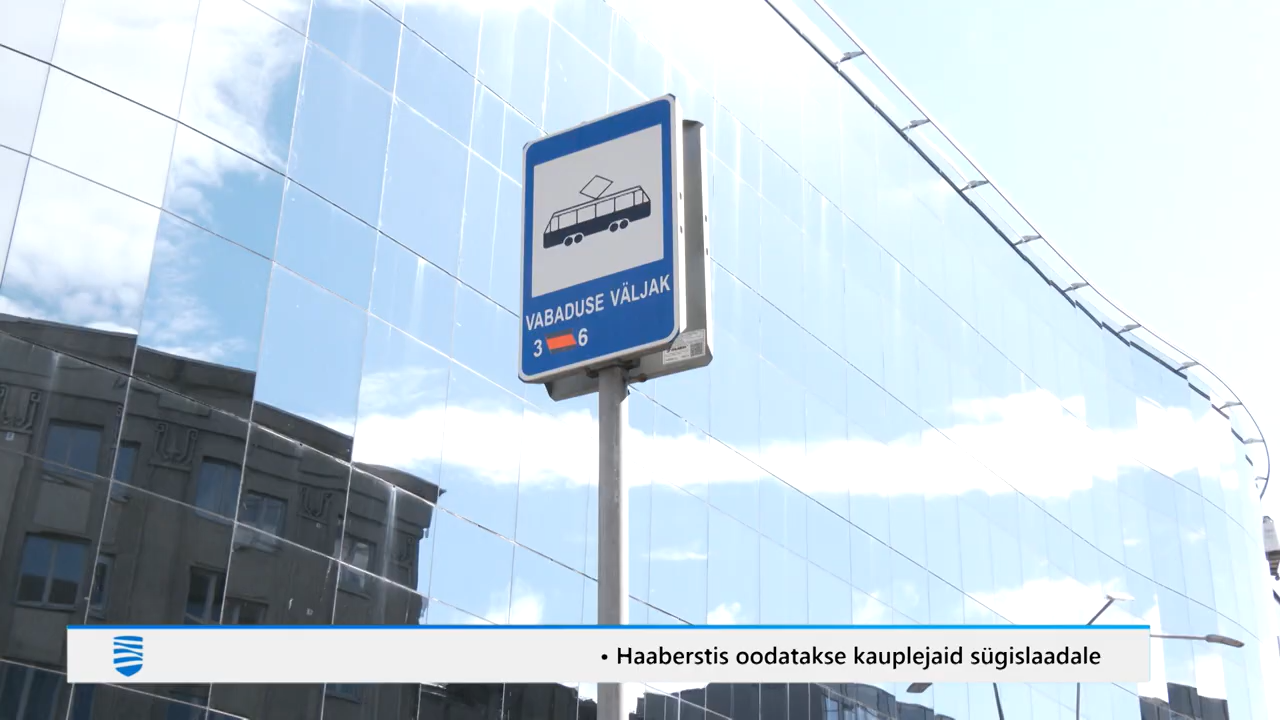 VABADUSE VÄLJAK
3 6
• Haaberstis oodatakse kauplejaid sügislaadale